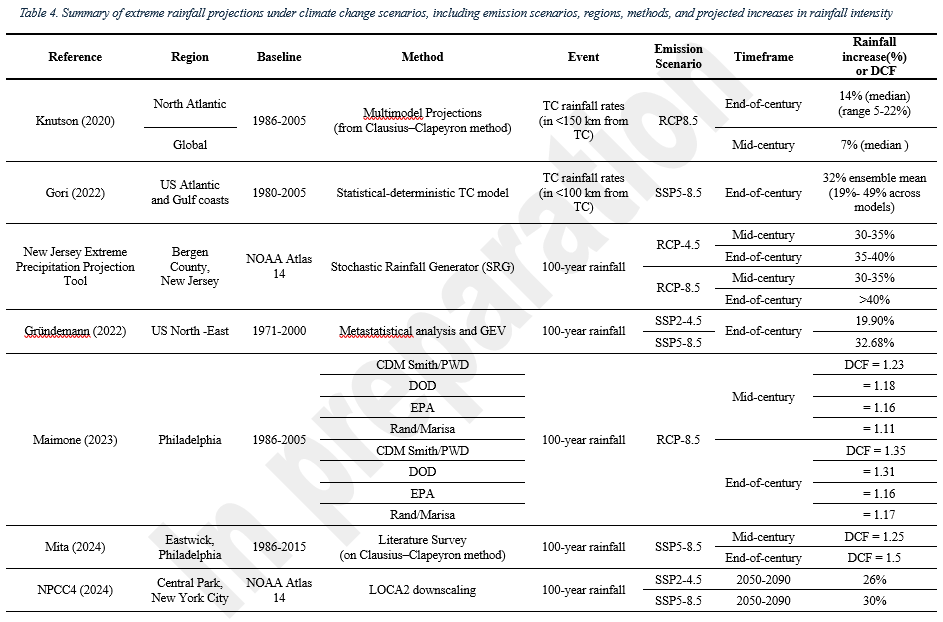 Table 4. Summary of extreme rainfall projections under climate change scenarios, including emission scenarios, regions, methods, and projected increases in rainfall intensity
Reference Region Baseline Method Event Emission Scenario Timeframe Rainfall increase(%) or DCF
Knutson (2020)
North Atlantic
Global
1986-2005
Multimodel Projections
(from Clausius–Clapeyron method)
TC rainfall rates
(in <150 km from
TC)
RCP8.5
End-of-century
14% (median)
(range 5-22%)
Mid-century
7% (median )
Gori (2022)
US Atlantic
and Gulf coasts
1980-2005
Statistical-deterministic TC model
TC rainfall rates
(in <100 km from
TC)
SSP5-8.5
End-of-century
32% ensemble mean
(19%- 49% across
models)
New Jersey Extreme
Precipitation Projection
Tool
Bergen
County,
New Jersey
NOAA Atlas
14
Stochastic Rainfall Generator (SRG)
100-year rainfall
RCP-4.5
Mid-century 30-35%
End-of-century 35-40%
RCP-8.5
Mid-century 30-35%
End-of-century >40%
Gründemann (2022)
US North -East
1971-2000
Metastatistical analysis and GEV
100-year rainfall
SSP2-4.5
SSP5-8.5
End-of-century
19.90%
32.68%
Maimone (2023)
Philadelphia
1986-2005
CDM Smith/PWD
DOD
EPA
Rand/Marisa
CDM Smith/PWD
DOD
EPA
Rand/Marisa
100-year rainfall
RCP-8.5
Mid-century
DCF = 1.23
= 1.18
= 1.16
= 1.11
End-of-century
DCF = 1.35
= 1.31
= 1.16
= 1.17
Mita (2024)
Eastwick,
Philadelphia
1986-2015
Literature Survey
(on Clausius–Clapeyron method)
100-year rainfall
SSP5-8.5
Mid-century DCF = 1.25
End-of-century DCF = 1.5
NPCC4 (2024)
Central Park,
New York City
NOAA Atlas
14
LOCA2 downscaling
100-year rainfall
SSP2-4.5 2050-2090 26%
SSP5-8.5 2050-2090 30%
In preparation